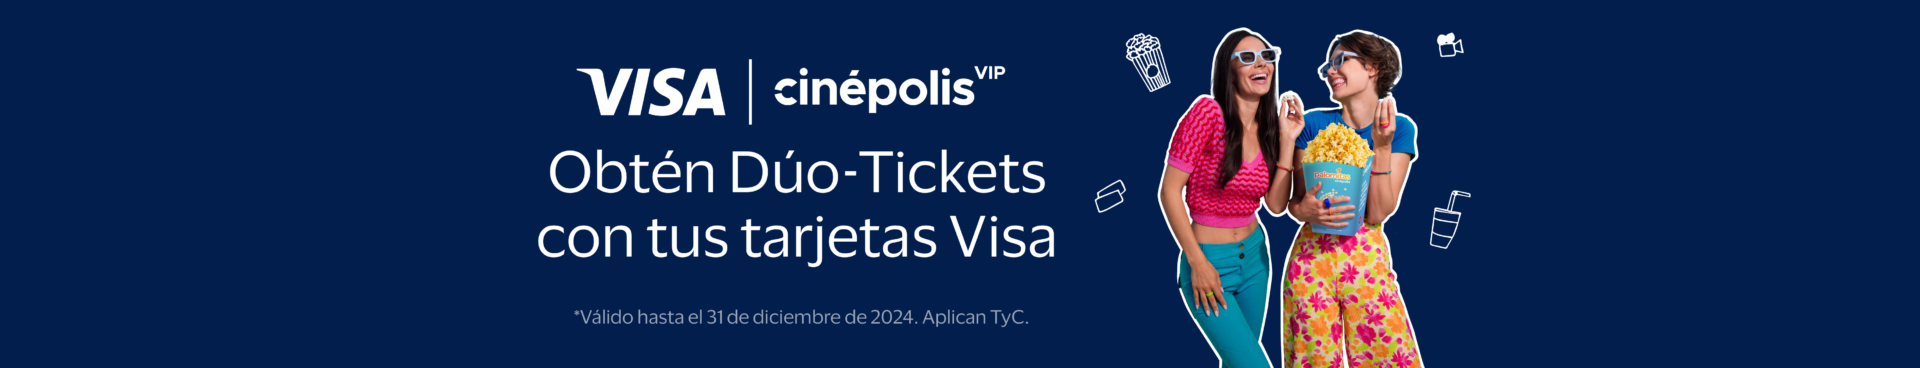 VISA | cinépolis VIP
Obtén Dúo-Tickets
con tus tarjetas Visa
*Válido hasta el 31 de diciembre de 2024. Aplican TyC.
palomitas